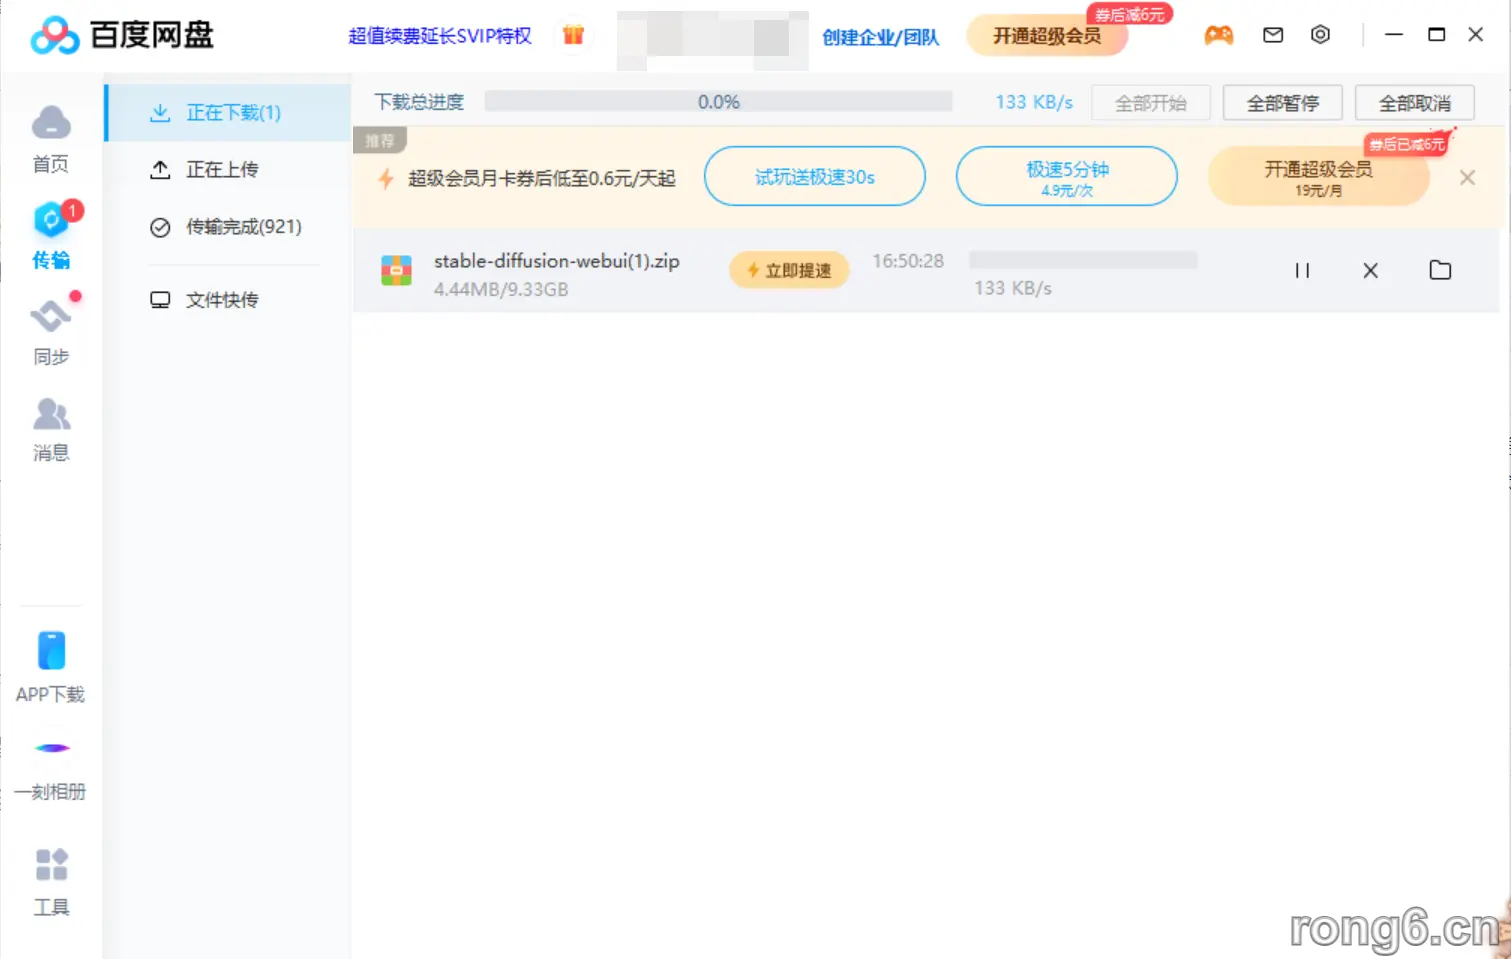 百度网盘
超值续费延长SVIP特权
创建企业/团队
开通超级会员
券后减6元
首页
1
传输
同步
消息
APP下载
一刻相册
工具
正在下载(1)
正在上传
传输完成(921)
文件快传
下载总进度
0.0%
133 KB/s
全部开始
全部暂停
全部取消
推荐
超级会员月卡券后低至0.6元/天起
试玩送极速30s
极速5分钟
4.9元/次
券后已减6元
开通超级会员
19元/月
stable-diffusion-webui(1).zip
4.44MB/9.33GB
立即提速
16:50:28
133 KB/s
rong6.cn